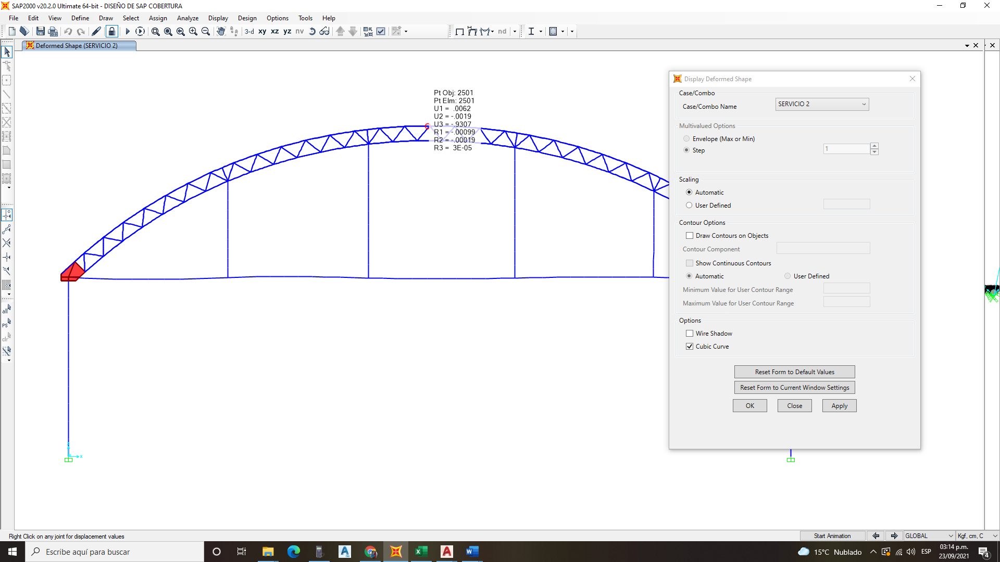 SAP2000 v20.2.0 Ultimate 64-bit - DISEÑO DE SAP COBERTURA
File Edit View Define Draw Select Assign Analyze Display Design Options Tools Help
3-d xy xz yz nv nd
Deformed Shape (SERVICIO 2)
Pt Obj: 2501
Pt Elm: 2501
U1 = .0062
U2 = -.0019
U3 = -.9307
R1 = -.00099
R2 = -.00019
R3 = 3E-05
Display Deformed Shape
Case/Combo
Case/Combo Name SERVICIO 2
Multivalued Options
Envelope (Max or Min)
Step 1
Scaling
Automatic
User Defined
Contour Options
Draw Contours on Objects
Contour Component
Show Continuous Contours
Automatic User Defined
Minimum Value for User Contour Range
Maximum Value for User Contour Range
Options
Wire Shadow
Cubic Curve
Reset Form to Default Values
Reset Form to Current Window Settings
OK Close Apply
all
PS
clr
X
Right Click on any joint for displacement values
Start Animation GLOBAL Kgf, cm, C
Escribe aquí para buscar
15°C Nublado ESP 03:14 p.m.
23/09/2021
4